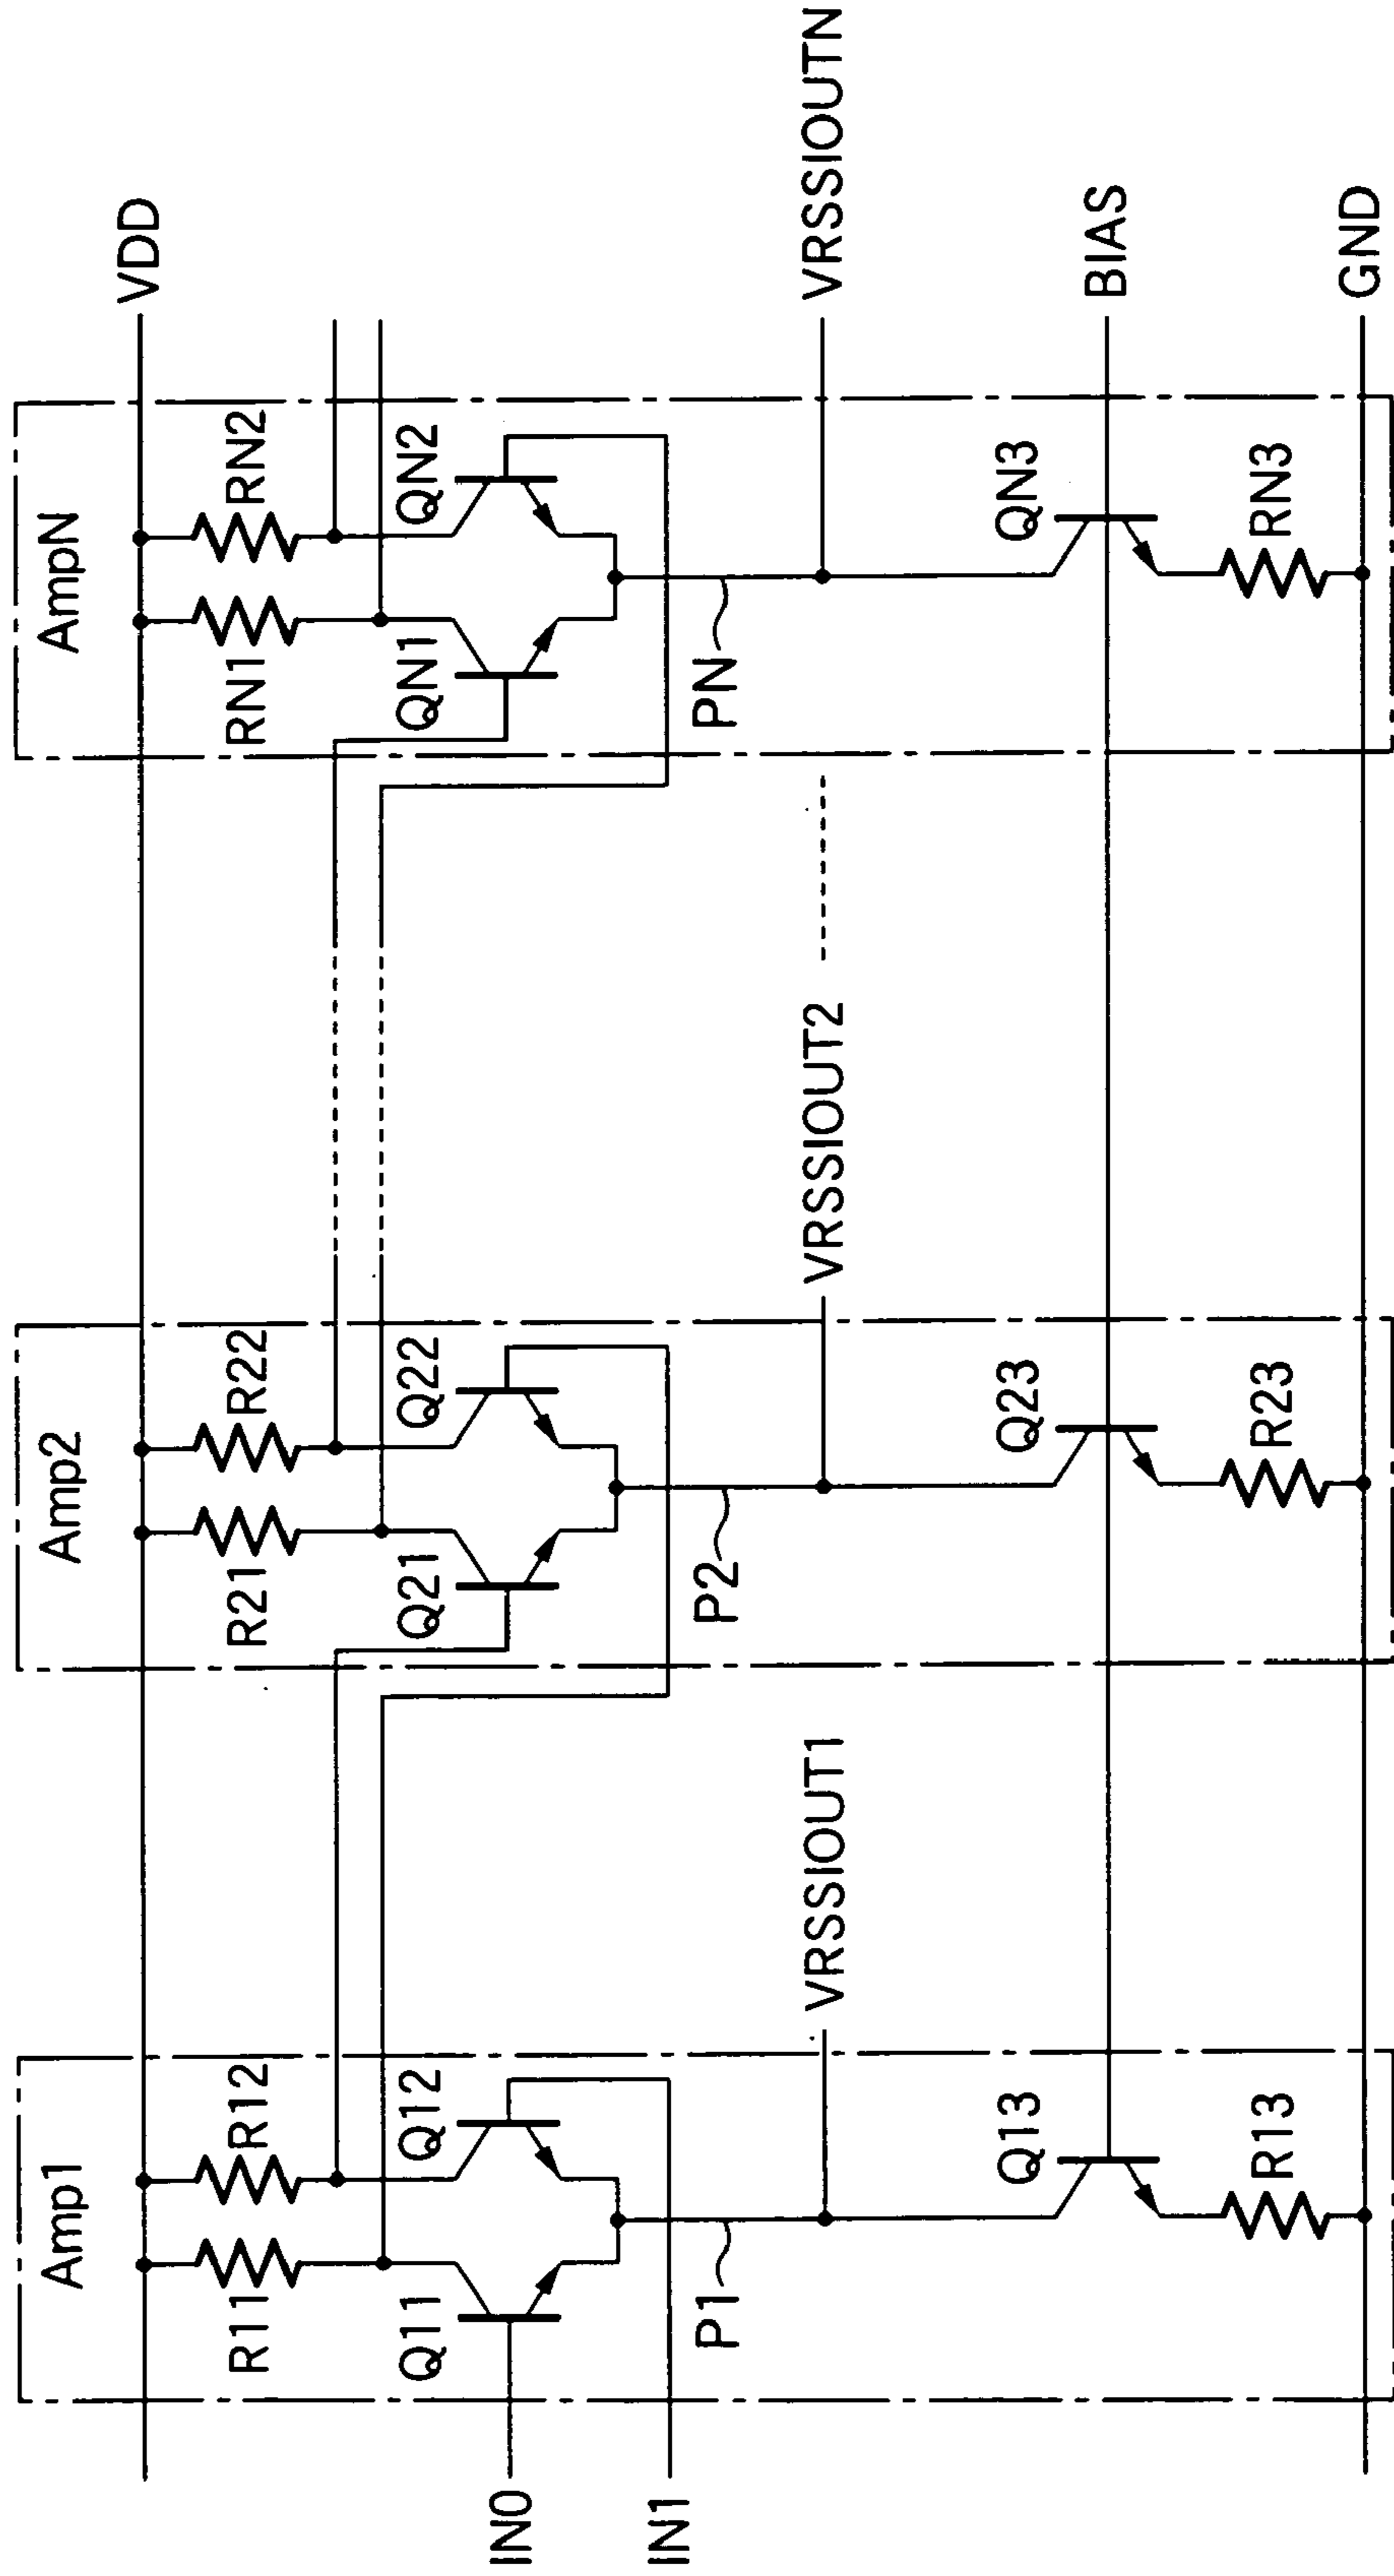 Amp1
Amp2
AmpN
VDD
R11
R12
R21
R22
RN1
RN2
Q11
Q12
Q21
Q22
QN1
QN2
IN0
IN1
P1
P2
PN
VRSSIOUT1
VRSSIOUT2
VRSSIOUTN
Q13
Q23
QN3
BIAS
R13
R23
RN3
GND